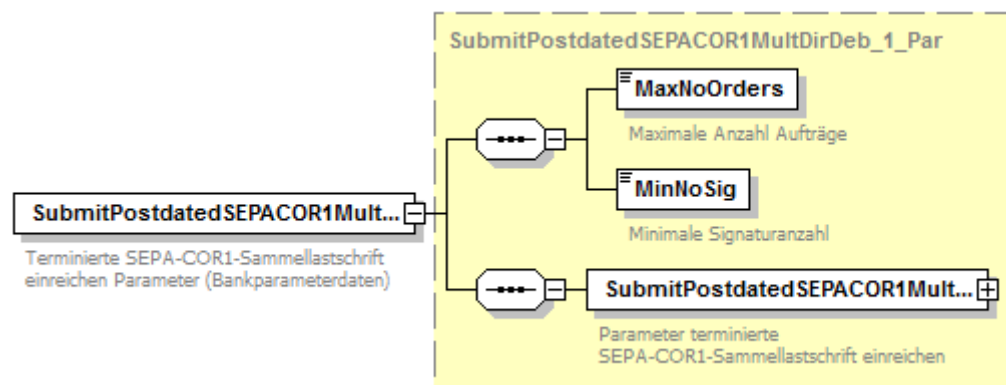 SubmitPostdatedSEPACOR1MultDirDeb_1_Par
MaxNoOrders
Maximale Anzahl Aufträge
MinNoSig
Minimale Signaturanzahl
SubmitPostdatedSEPACOR1Mult...
Terminierte SEPA-COR1-Sammellastschrift
einreichen Parameter (Bankparameterdaten)
SubmitPostdatedSEPACOR1Mult...
Parameter terminierte
SEPA-COR1-Sammellastschrift einreichen